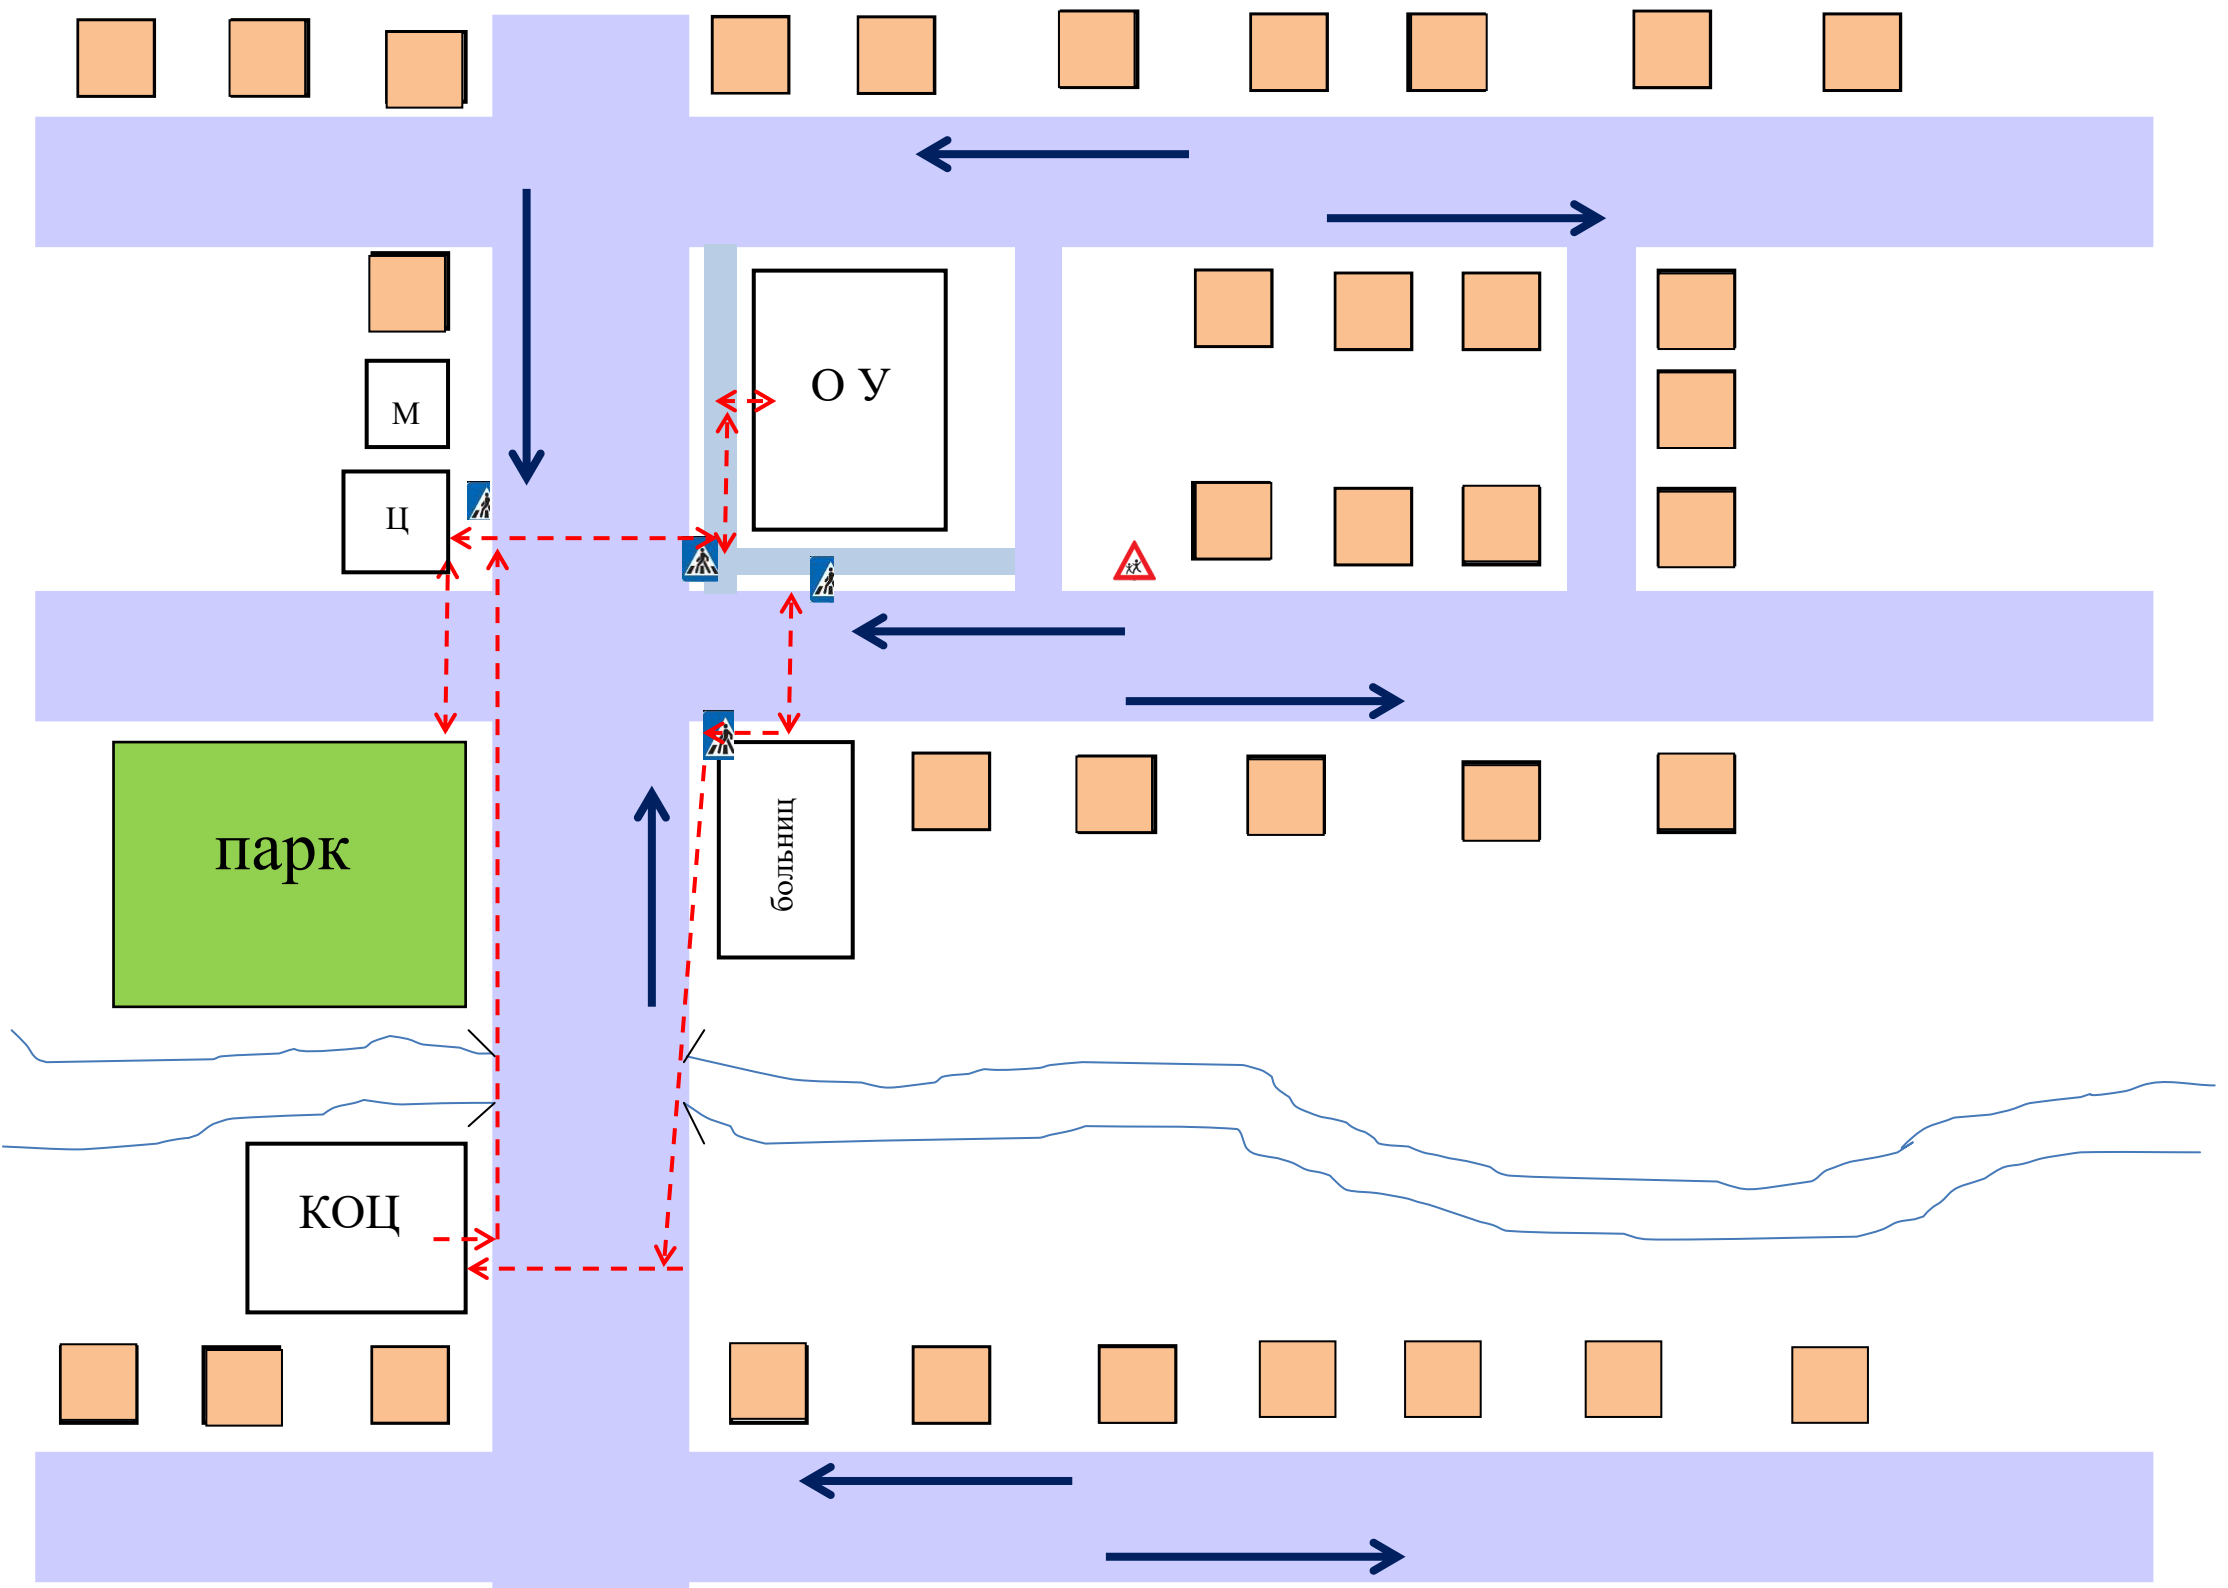 О У
М
Ц
парк
больниц
КОЦ